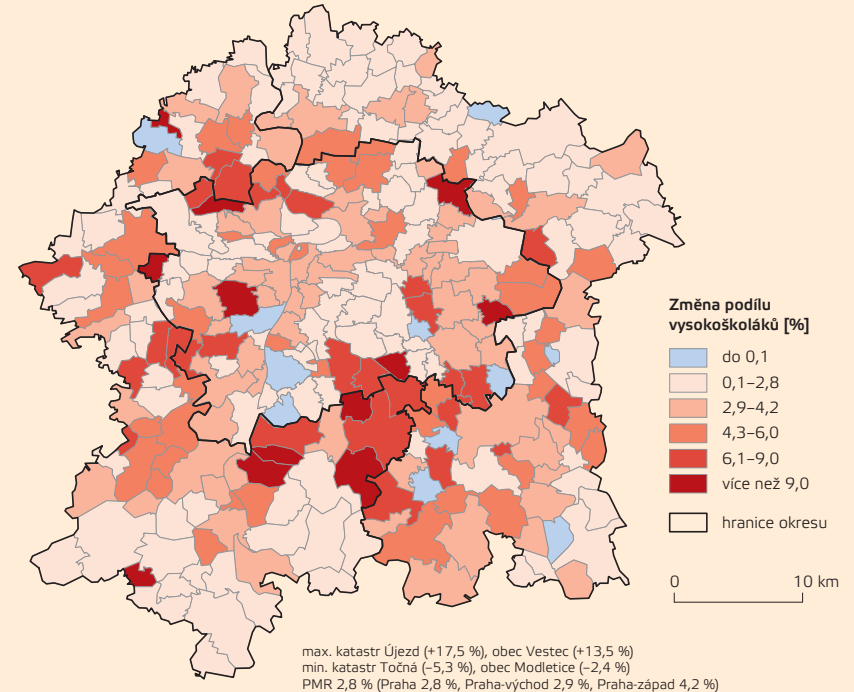 Změna podílu
vysokoškoláků [%]
do 0,1
0,1–2,8
2,9–4,2
4,3–6,0
6,1–9,0
více než 9,0
hranice okresu
0 10 km
max. katastr Újezd (+17,5 %), obec Vestec (+13,5 %)
min. katastr Točná (–5,3 %), obec Modletice (–2,4 %)
PMR 2,8 % (Praha 2,8 %, Praha-východ 2,9 %, Praha-západ 4,2 %)